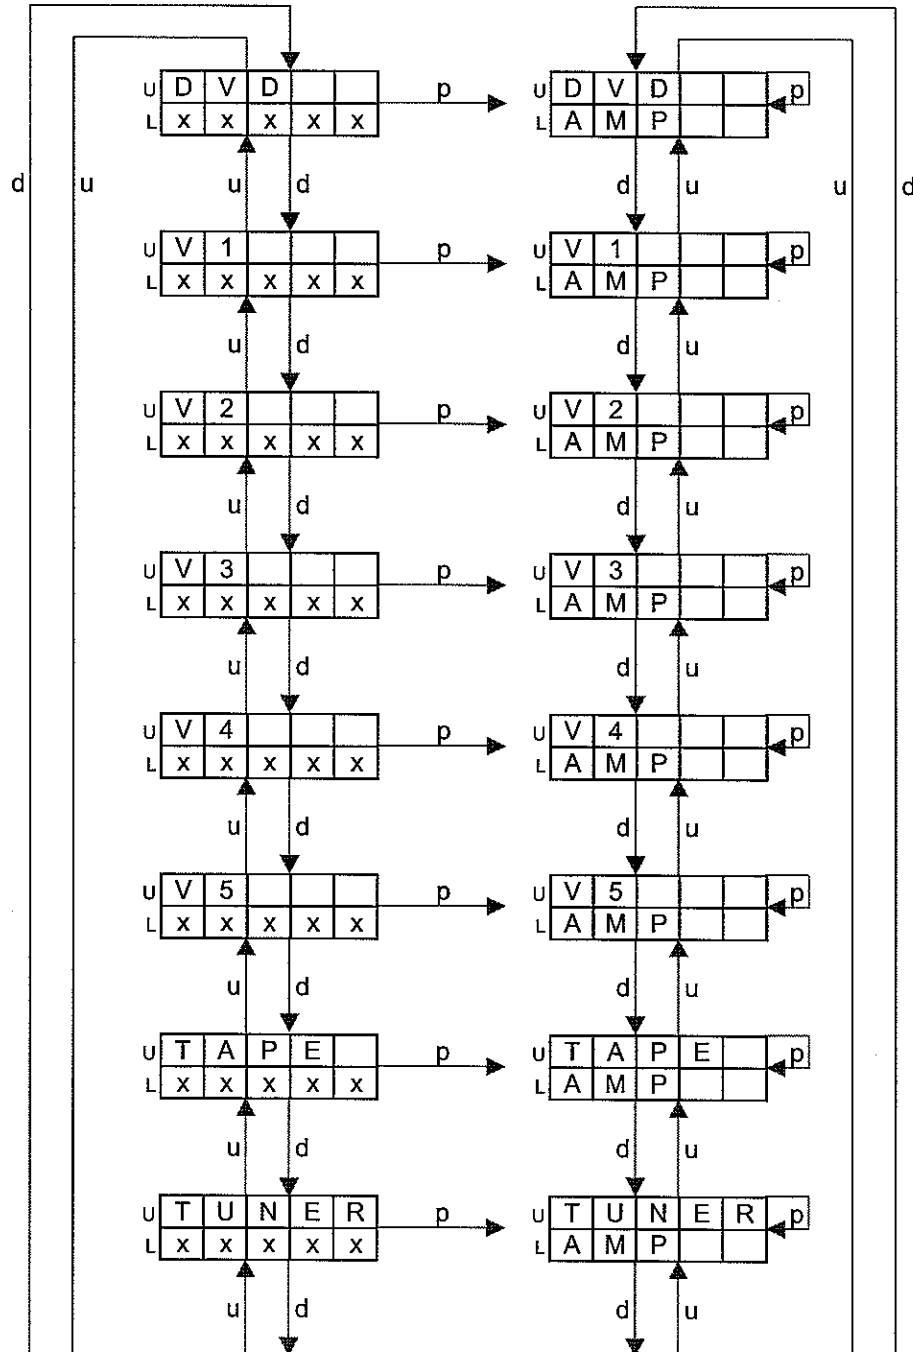 U D V D p U D V D p
L x x x x x L A M P
d u u d d u u d
U V 1 p U V 1 p
L x x x x x L A M P
u d d u
U V 2 p U V 2 p
L x x x x x L A M P
u d d u
U V 3 p U V 3 p
L x x x x x L A M P
u d d u
U V 4 p U V 4 p
L x x x x x L A M P
u d d u
U V 5 p U V 5 p
L x x x x x L A M P
u d d u
U T A P E p U T A P E p
L x x x x x L A M P
u d d u
U T U N E R p U T U N E R p
L x x x x x L A M P
u d d u